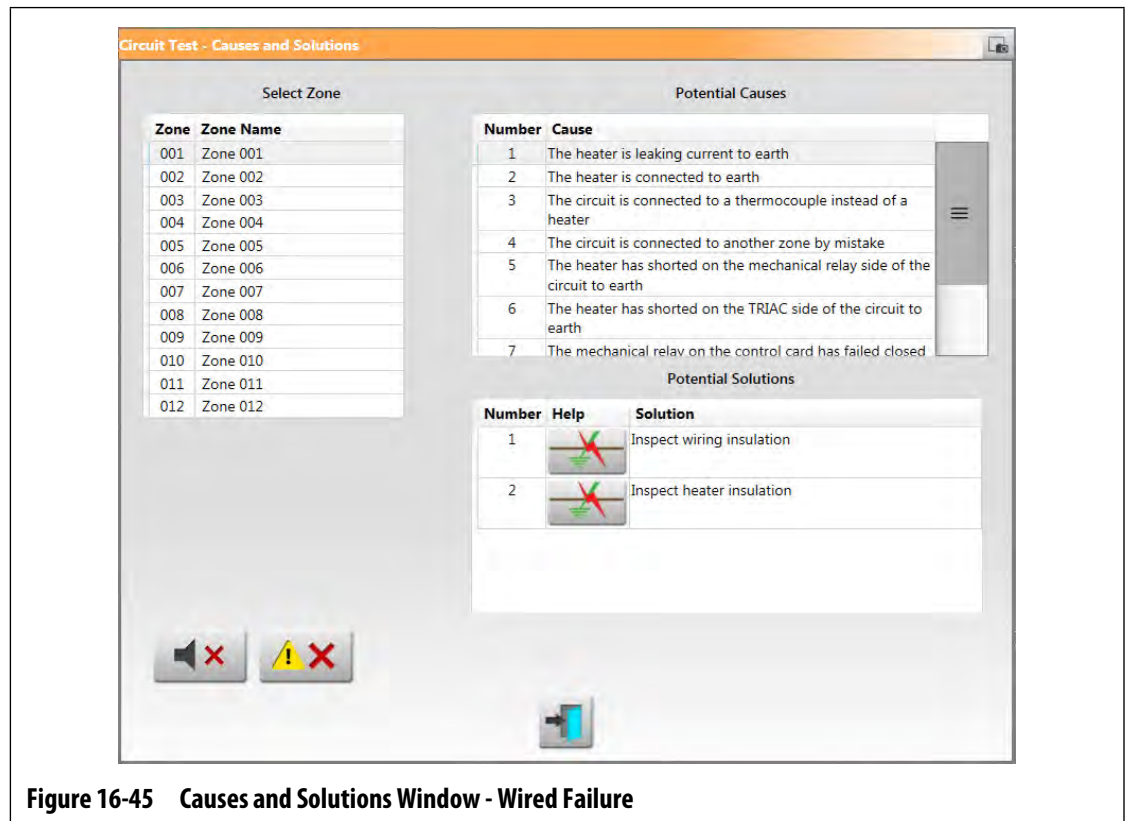 Circuit Test - Causes and Solutions
Select Zone
Zone Zone Name
001 Zone 001
002 Zone 002
003 Zone 003
004 Zone 004
005 Zone 005
006 Zone 006
007 Zone 007
008 Zone 008
009 Zone 009
010 Zone 010
011 Zone 011
012 Zone 012
Potential Causes
Number Cause
1 The heater is leaking current to earth
2 The heater is connected to earth
3 The circuit is connected to a thermocouple instead of a
heater
4 The circuit is connected to another zone by mistake
5 The heater has shorted on the mechanical relay side of the
circuit to earth
6 The heater has shorted on the TRIAC side of the circuit to
earth
7 The mechanical relay on the control card has failed closed
Potential Solutions
Number Help Solution
1 Inspect wiring insulation
2 Inspect heater insulation
Figure 16-45 Causes and Solutions Window - Wired Failure